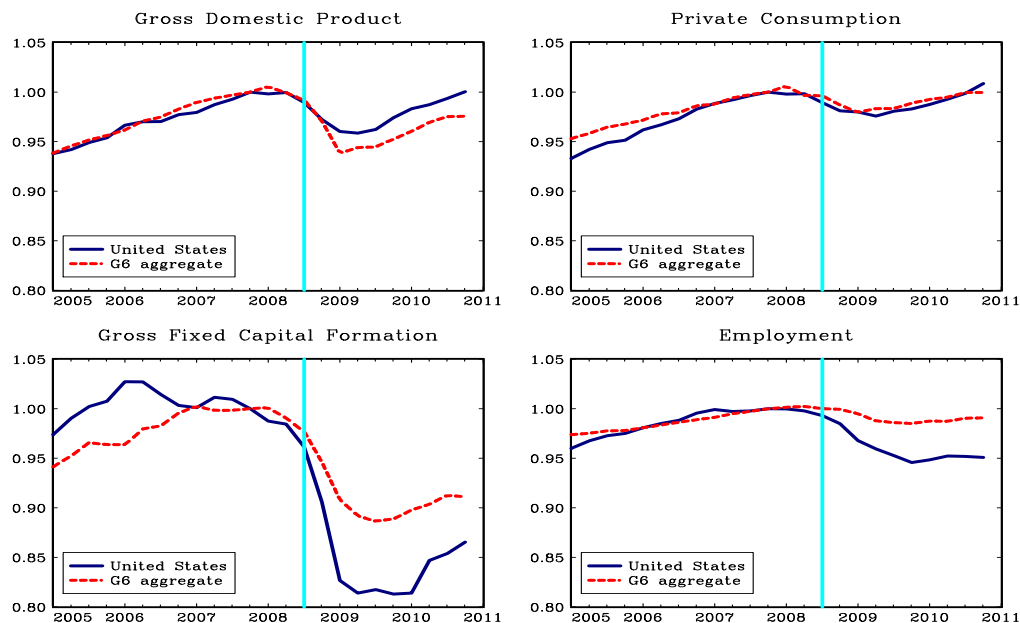 Gross Domestic Product
1.05
1.00
0.95
0.90
0.85
0.80
United States
G6 aggregate
2005 2006 2007 2008 2009 2010 2011
Private Consumption
1.05
1.00
0.95
0.90
0.85
0.80
United States
G6 aggregate
2005 2006 2007 2008 2009 2010 2011
Gross Fixed Capital Formation
1.05
1.00
0.95
0.90
0.85
0.80
United States
G6 aggregate
2005 2006 2007 2008 2009 2010 2011
Employment
1.05
1.00
0.95
0.90
0.85
0.80
United States
G6 aggregate
2005 2006 2007 2008 2009 2010 2011